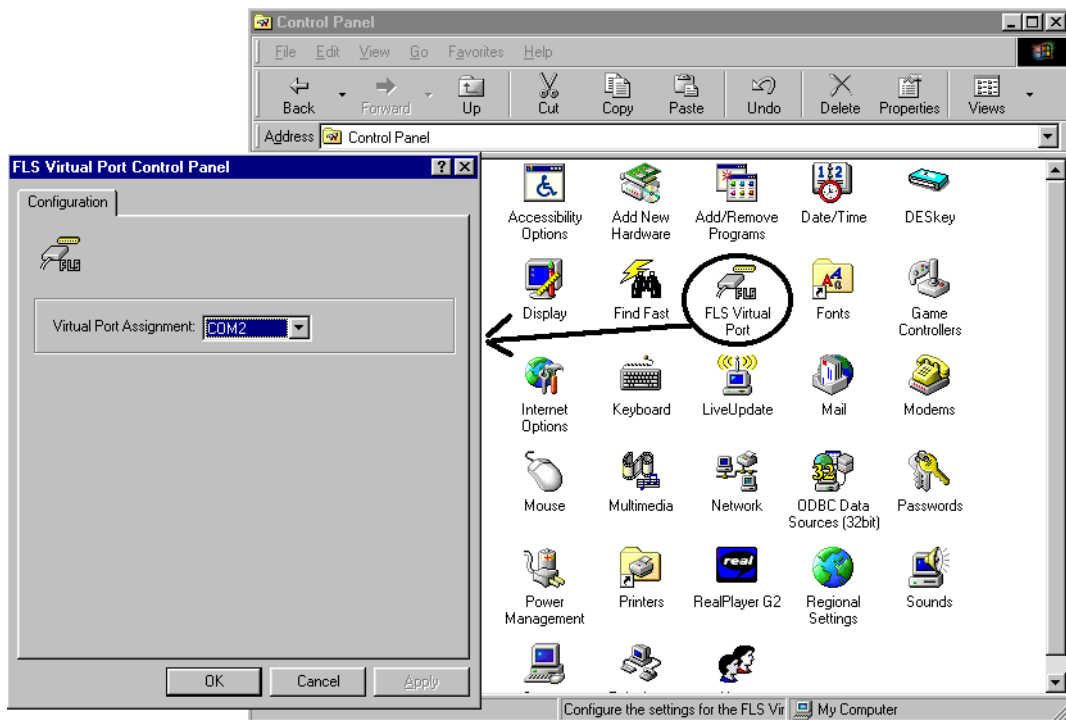 Control Panel
File Edit View Go Favorites Help
Back Forward Up Cut Copy Paste Undo Delete Properties Views
Address Control Panel
FLS Virtual Port Control Panel
Configuration
FLS
Virtual Port Assignment: COM2
OK Cancel Apply
Accessibility Options
Add New Hardware
Add/Remove Programs
Date/Time
DESkey
Display
Find Fast
FLS
FLS Virtual Port
Fonts
Game Controllers
Internet Options
Keyboard
LiveUpdate
Mail
Modems
Mouse
Multimedia
Network
32
ODBC Data Sources (32bit)
Passwords
Power Management
Printers
real
RealPlayer G2
Regional Settings
Sounds
Configure the settings for the FLS Vir
My Computer